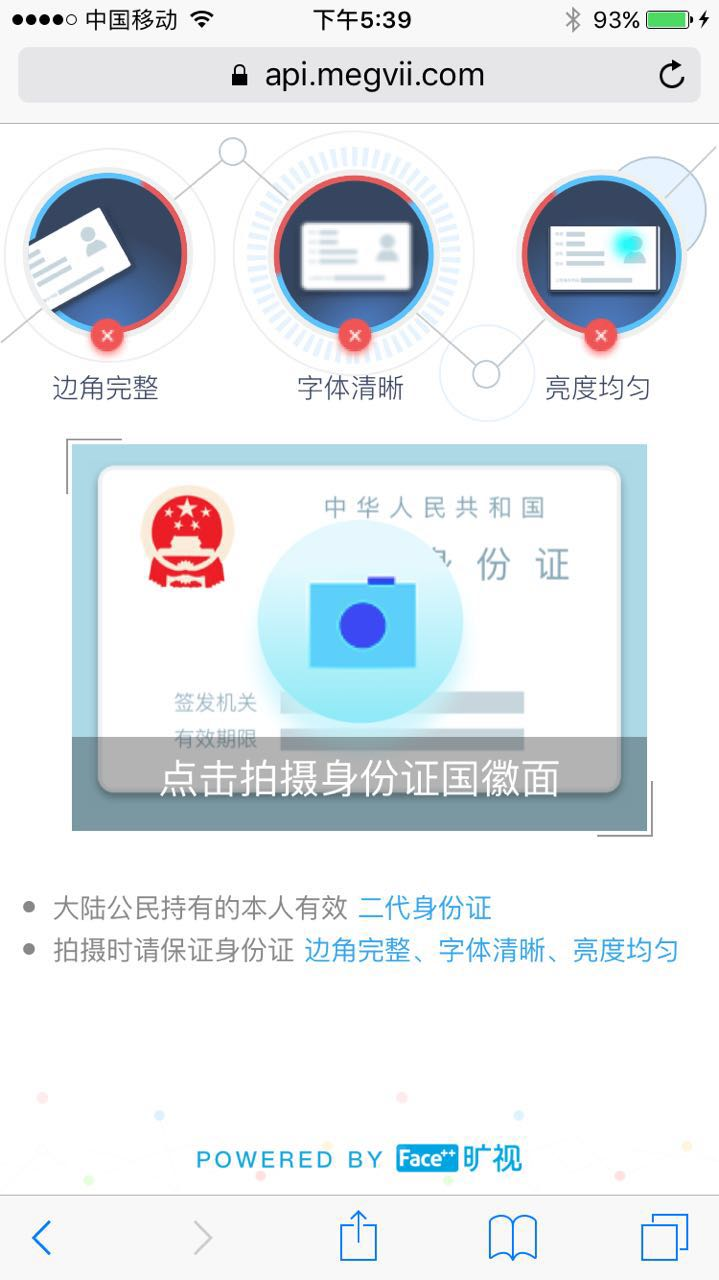 中国移动 下午5:39 93%
api.megvii.com
边角完整 字体清晰 亮度均匀
中华人民共和国
份证
签发机关
有效期限
点击拍摄身份证国徽面
大陆公民持有的本人有效 二代身份证
拍摄时请保证身份证 边角完整、字体清晰、亮度均匀
POWERED BY Face++ 旷视